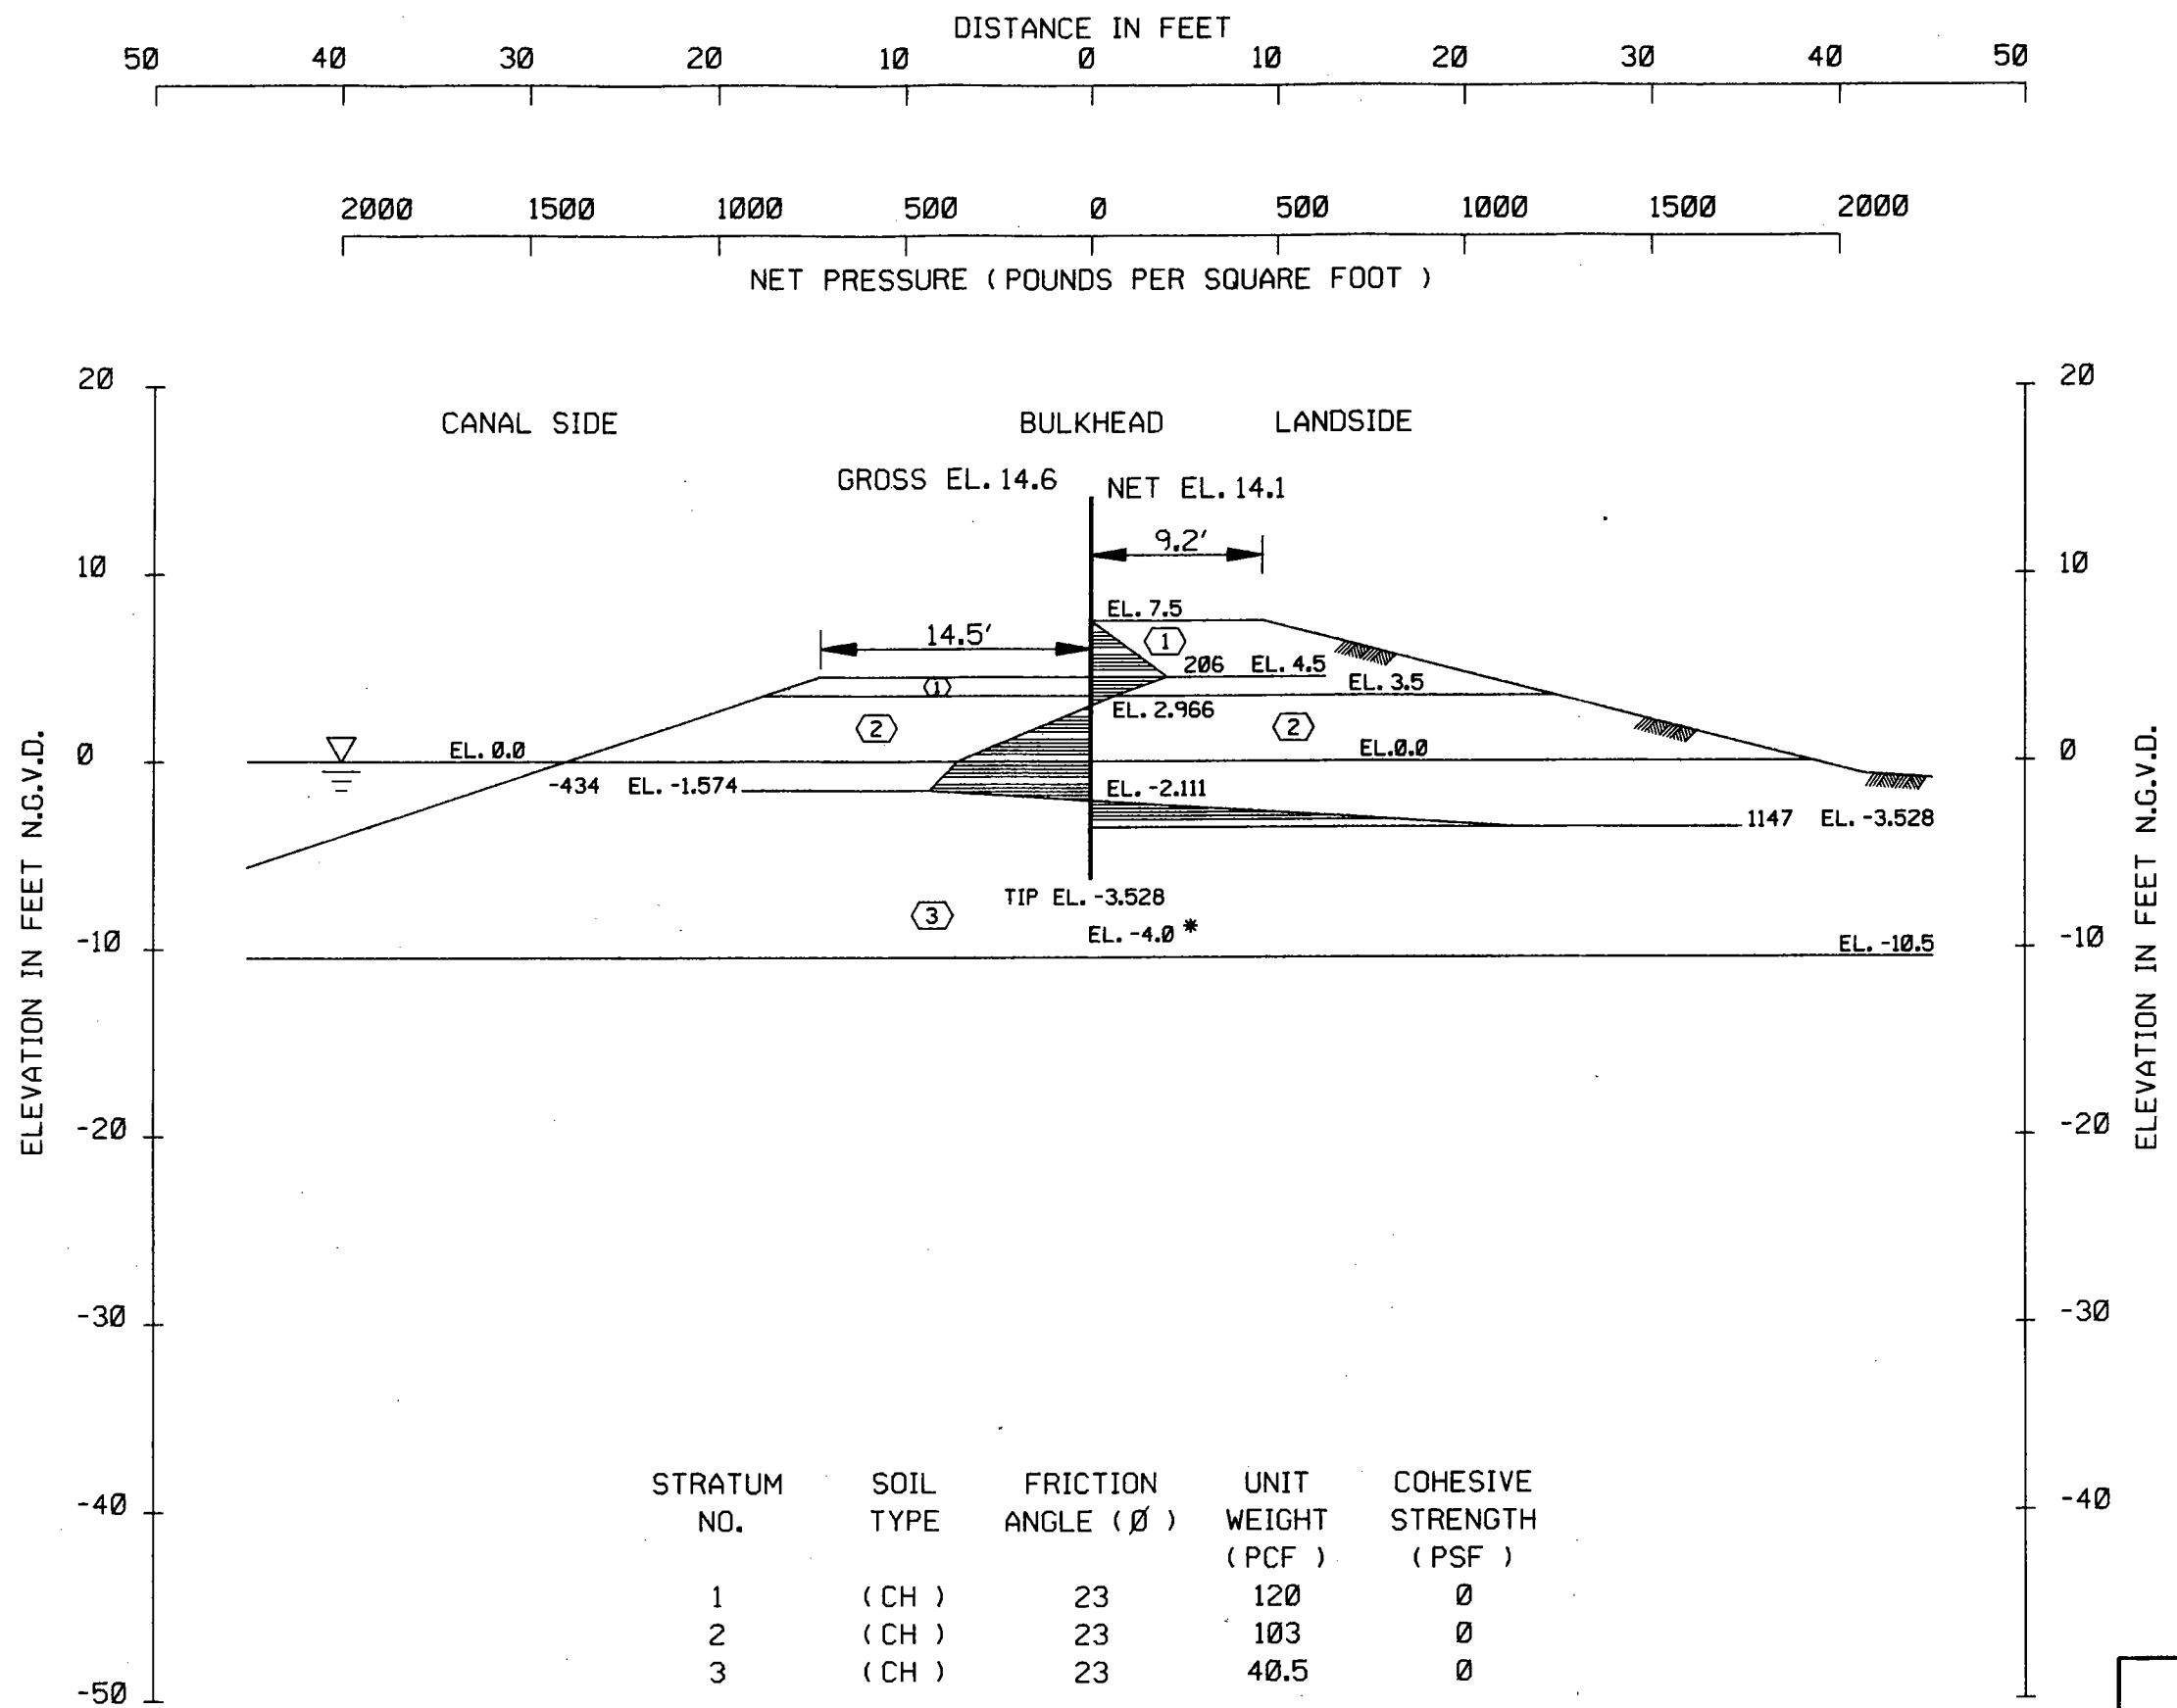 DISTANCE IN FEET
50 40 30 20 10 0 10 20 30 40 50
2000 1500 1000 500 0 500 1000 1500 2000
NET PRESSURE ( POUNDS PER SQUARE FOOT )
20 20
CANAL SIDE BULKHEAD LANDSIDE
GROSS EL. 14.6 NET EL. 14.1
9.2'
10 10
EL. 7.5
14.5' 1
206 EL. 4.5
1 EL. 3.5
EL. 2.966
2 2
0 EL. 0.0 EL.0.0 0
-434 EL. -1.574 EL. -2.111
1147 EL. -3.528
TIP EL. -3.528
3
EL. -4.0 *
-10 EL. -10.5 -10
ELEVATION IN FEET N.G.V.D.
ELEVATION IN FEET N.G.V.D.
-20 -20
-30 -30
-40 -40
-50
STRATUM SOIL FRICTION UNIT COHESIVE
NO. TYPE ANGLE ( Ø ) WEIGHT STRENGTH
( PCF ) ( PSF )
1 ( CH ) 23 120 0
2 ( CH ) 23 103 0
3 ( CH ) 23 40.5 0